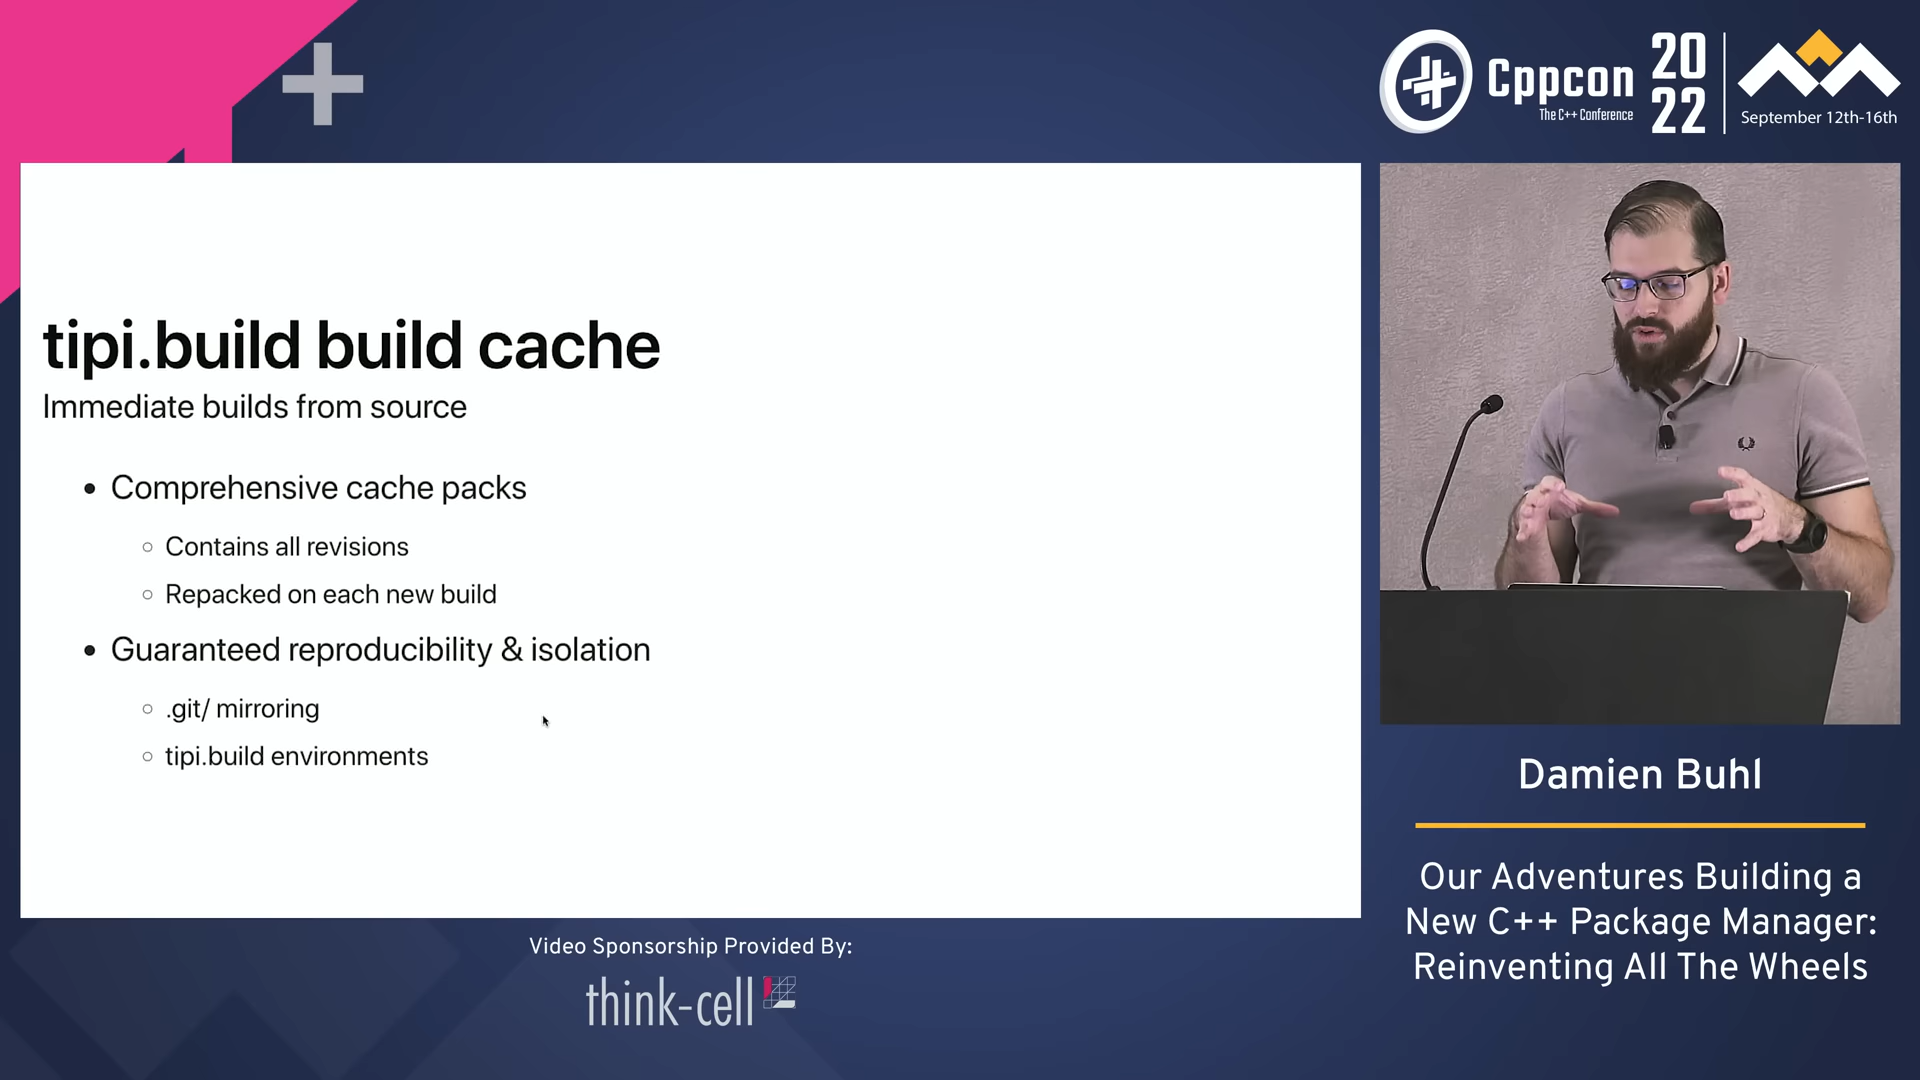 Cppcon
The C++ Conference
20
22
September 12th-16th
tipi.build build cache
Immediate builds from source
• Comprehensive cache packs
○ Contains all revisions
○ Repacked on each new build
• Guaranteed reproducibility & isolation
○ .git/ mirroring
○ tipi.build environments
Damien Buhl
Our Adventures Building a
New C++ Package Manager:
Reinventing All The Wheels
Video Sponsorship Provided By:
think-cell